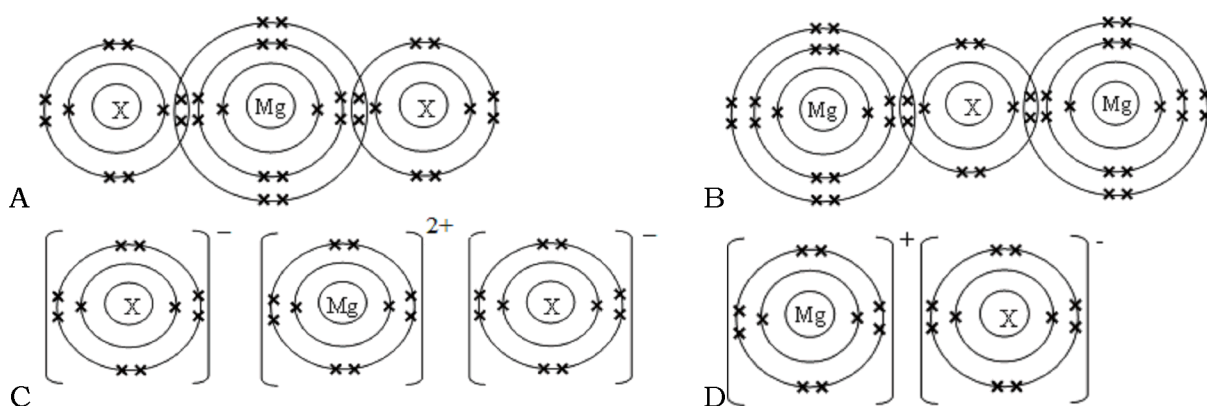 X Mg X
Mg X Mg
A
B
– 2+ –
X Mg X
+ -
Mg X
C
D